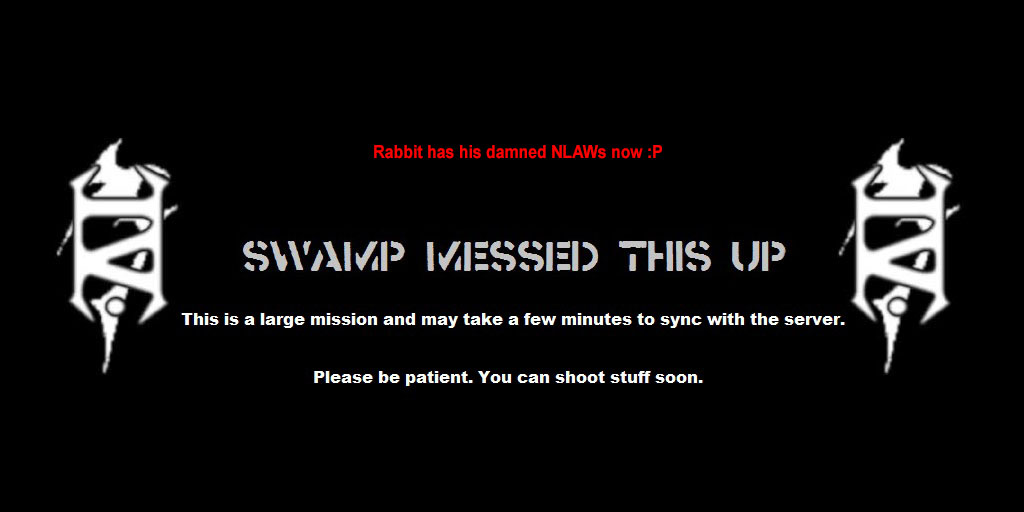 Rabbit has his damned NLAWs now :P
SWAMP MESSED THIS UP
This is a large mission and may take a few minutes to sync with the server.
Please be patient. You can shoot stuff soon.